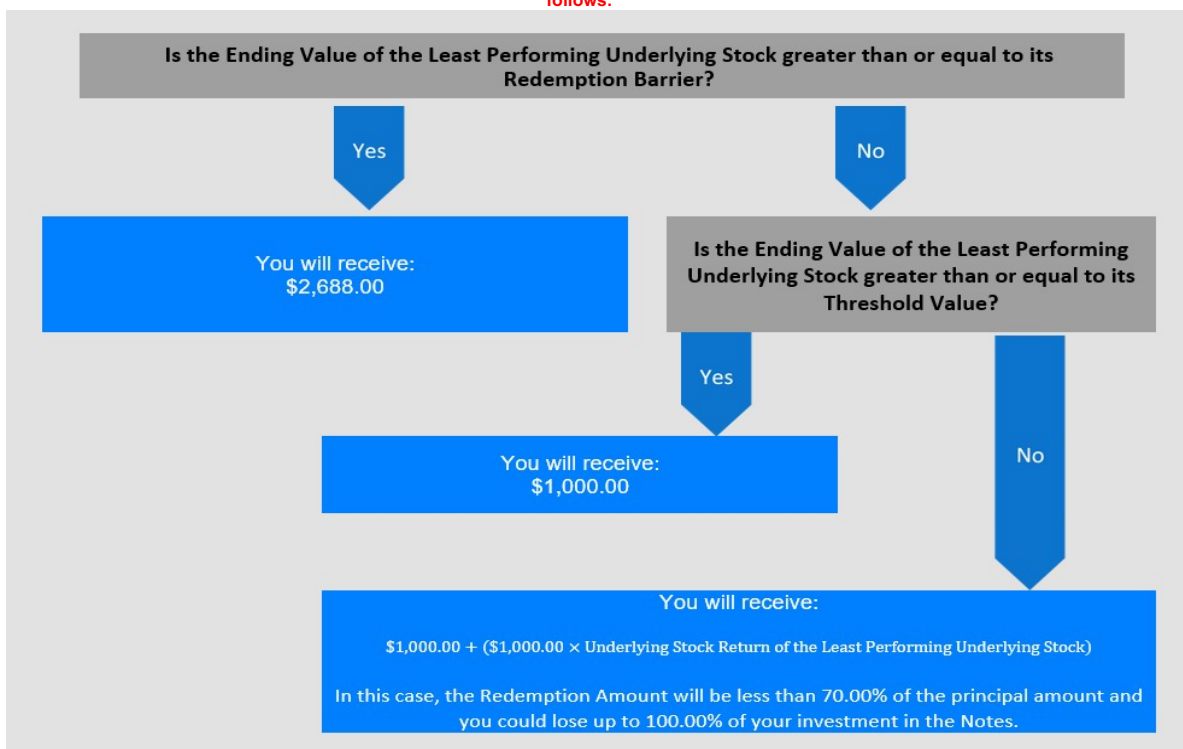 follows:
Is the Ending Value of the Least Performing Underlying Stock greater than or equal to its
Redemption Barrier?
Yes
No
You will receive:
$2,688.00
Is the Ending Value of the Least Performing
Underlying Stock greater than or equal to its
Threshold Value?
Yes
No
You will receive:
$1,000.00
You will receive:
$1,000.00 + ($1,000.00 × Underlying Stock Return of the Least Performing Underlying Stock)
In this case, the Redemption Amount will be less than 70.00% of the principal amount and
you could lose up to 100.00% of your investment in the Notes.